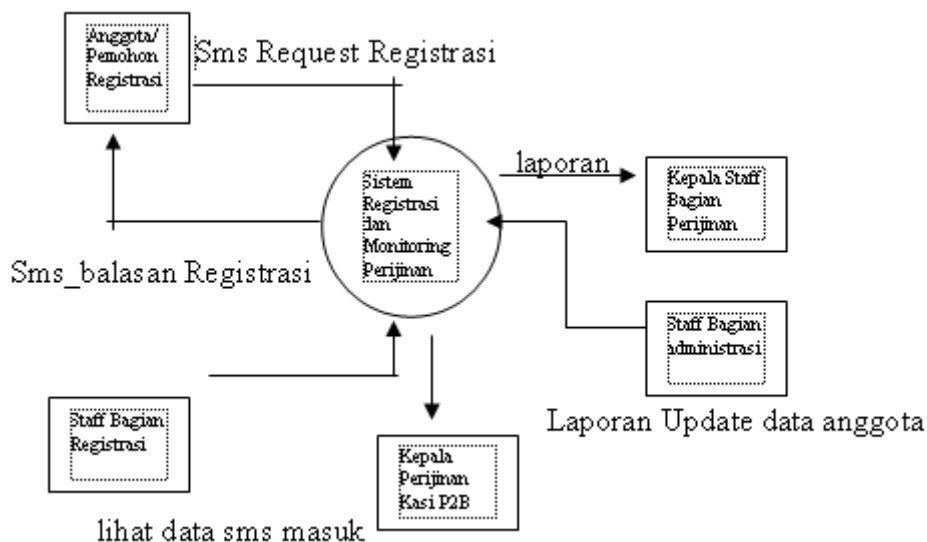 Anggota/
Pemohon
Registrasi
Sms Request Registrasi
Sistem
Registrasi
dan
Monitoring
Perijinan
laporan
Kepala Staff
Bagian
Perijinan
Sms_balasan Registrasi
Staff Bagian
administrasi
Laporan Update data anggota
Staff Bagian
Registrasi
Kepala
Perijinan
Kasi P2B
lihat data sms masuk